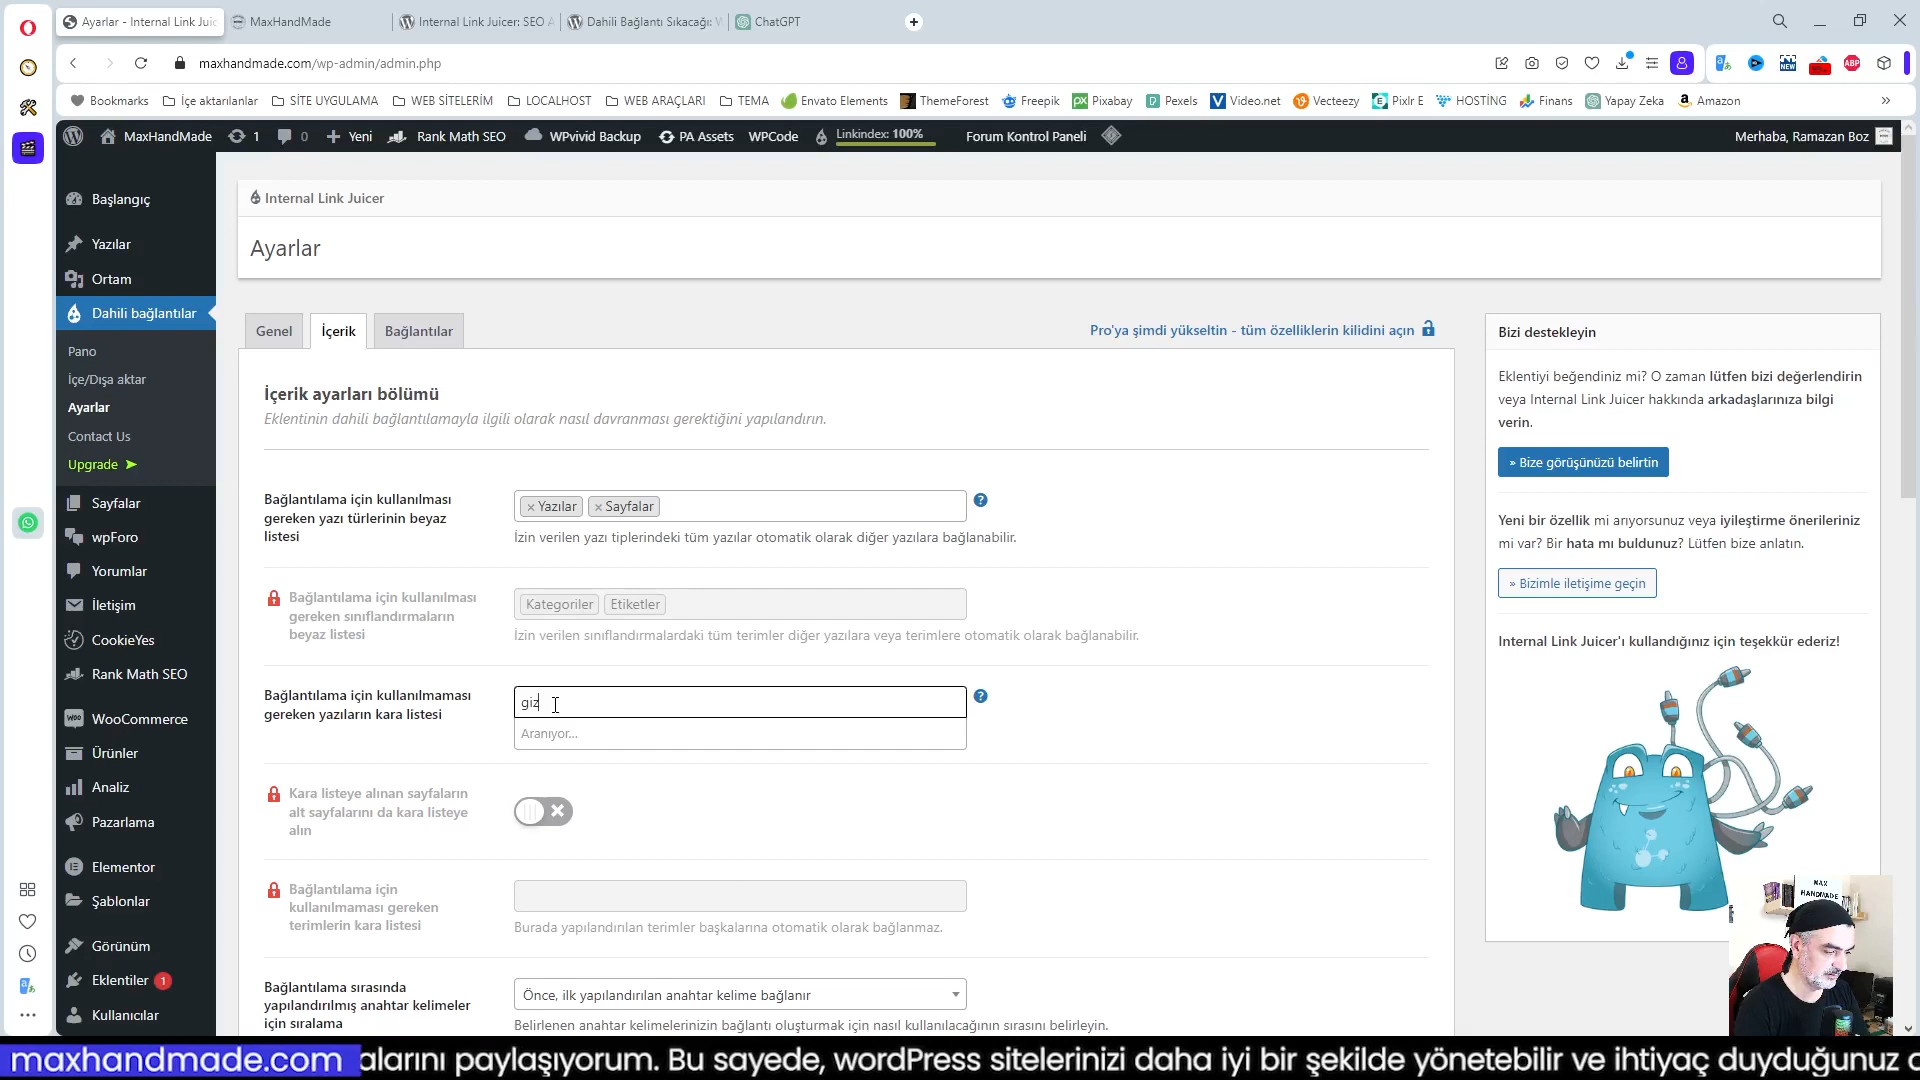 Ayarlar - Internal Link Juic
MaxHandMade
Internal Link Juicer: SEO A
Dahili Bağlantı Sıkacağı: W
ChatGPT
maxhandmade.com/wp-admin/admin.php
Bookmarks
İçe aktarılanlar
SİTE UYGULAMA
WEB SİTELERİM
LOCALHOST
WEB ARAÇLARI
TEMA
Envato Elements
ThemeForest
Freepik
Pixabay
Pexels
Video.net
Vecteezy
Pixlr E
HOSTİNG
Finans
Yapay Zeka
Amazon
MaxHandMade
1
0
Yeni
Rank Math SEO
WPvivid Backup
PA Assets
WPCode
Linkindex: 100%
Forum Kontrol Paneli
Merhaba, Ramazan Boz
Başlangıç
Yazılar
Ortam
Dahili bağlantılar
Pano
İçe/Dışa aktar
Ayarlar
Contact Us
Upgrade ➤
Sayfalar
wpForo
Yorumlar
İletişim
CookieYes
Rank Math SEO
WooCommerce
Ürünler
Analiz
Pazarlama
Elementor
Şablonlar
Görünüm
Eklentiler 1
Kullanıcılar
Internal Link Juicer
Ayarlar
Genel
İçerik
Bağlantılar
Pro'ya şimdi yükseltin - tüm özelliklerin kilidini açın
İçerik ayarları bölümü
Eklentinin dahili bağlantılamayla ilgili olarak nasıl davranması gerektiğini yapılandırın.
Bağlantılama için kullanılması
gereken yazı türlerinin beyaz
listesi
× Yazılar
× Sayfalar
İzin verilen yazı tiplerindeki tüm yazılar otomatik olarak diğer yazılara bağlanabilir.
Bağlantılama için kullanılması
gereken sınıflandırmaların
beyaz listesi
Kategoriler
Etiketler
İzin verilen sınıflandırmalardaki tüm terimler diğer yazılara veya terimlere otomatik olarak bağlanabilir.
Bağlantılama için kullanılmaması
gereken yazıların kara listesi
giz
Aranıyor...
Kara listeye alınan sayfaların
alt sayfalarını da kara listeye
alın
Bağlantılama için
kullanılmaması gereken
terimlerin kara listesi
Burada yapılandırılan terimler başkalarına otomatik olarak bağlanmaz.
Bağlantılama sırasında
yapılandırılmış anahtar kelimeler
için sıralama
Önce, ilk yapılandırılan anahtar kelime bağlanır
Belirlenen anahtar kelimelerinizin bağlantı oluşturmak için nasıl kullanılacağının sırasını belirleyin.
Bizi destekleyin
Eklentiyi beğendiniz mi? O zaman lütfen bizi değerlendirin
veya Internal Link Juicer hakkında arkadaşlarınıza bilgi
verin.
» Bize görüşünüzü belirtin
Yeni bir özellik mi arıyorsunuz veya iyileştirme önerileriniz
mi var? Bir hata mı buldunuz? Lütfen bize anlatın.
» Bizimle iletişime geçin
Internal Link Juicer'ı kullandığınız için teşekkür ederiz!
MAX
HANDMADE
maxhandmade.com
alarını paylaşıyorum. Bu sayede, wordPress sitelerinizi daha iyi bir şekilde yönetebilir ve ihtiyaç duyduğunuz